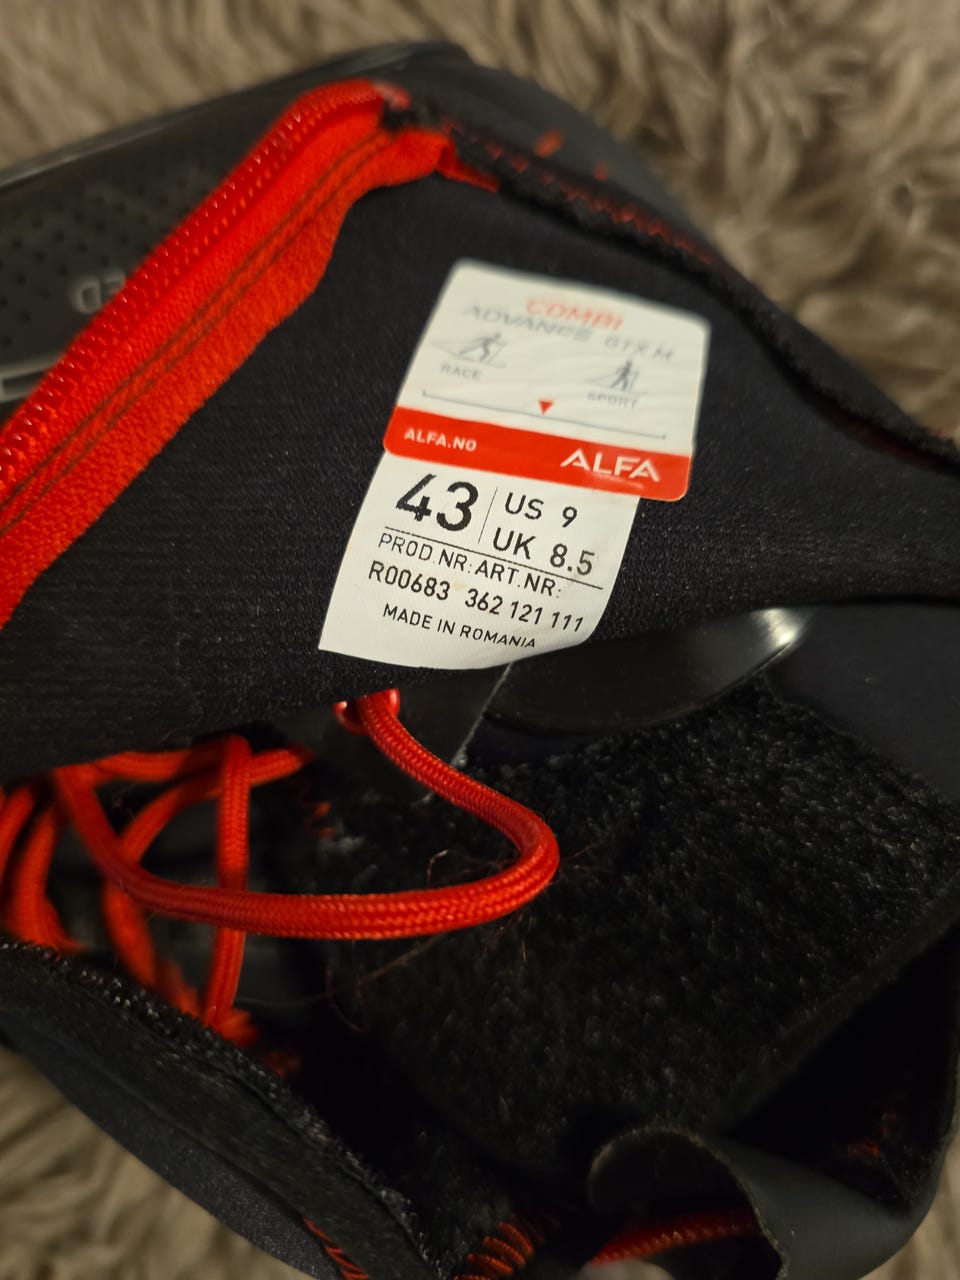 COMBI
ADVANCE GTX M
RACE
SPORT
ALFA.NO
ALFA
43
US 9
UK 8.5
PROD.NR: ART.NR:
R00683 362 121 111
MADE IN ROMANIA